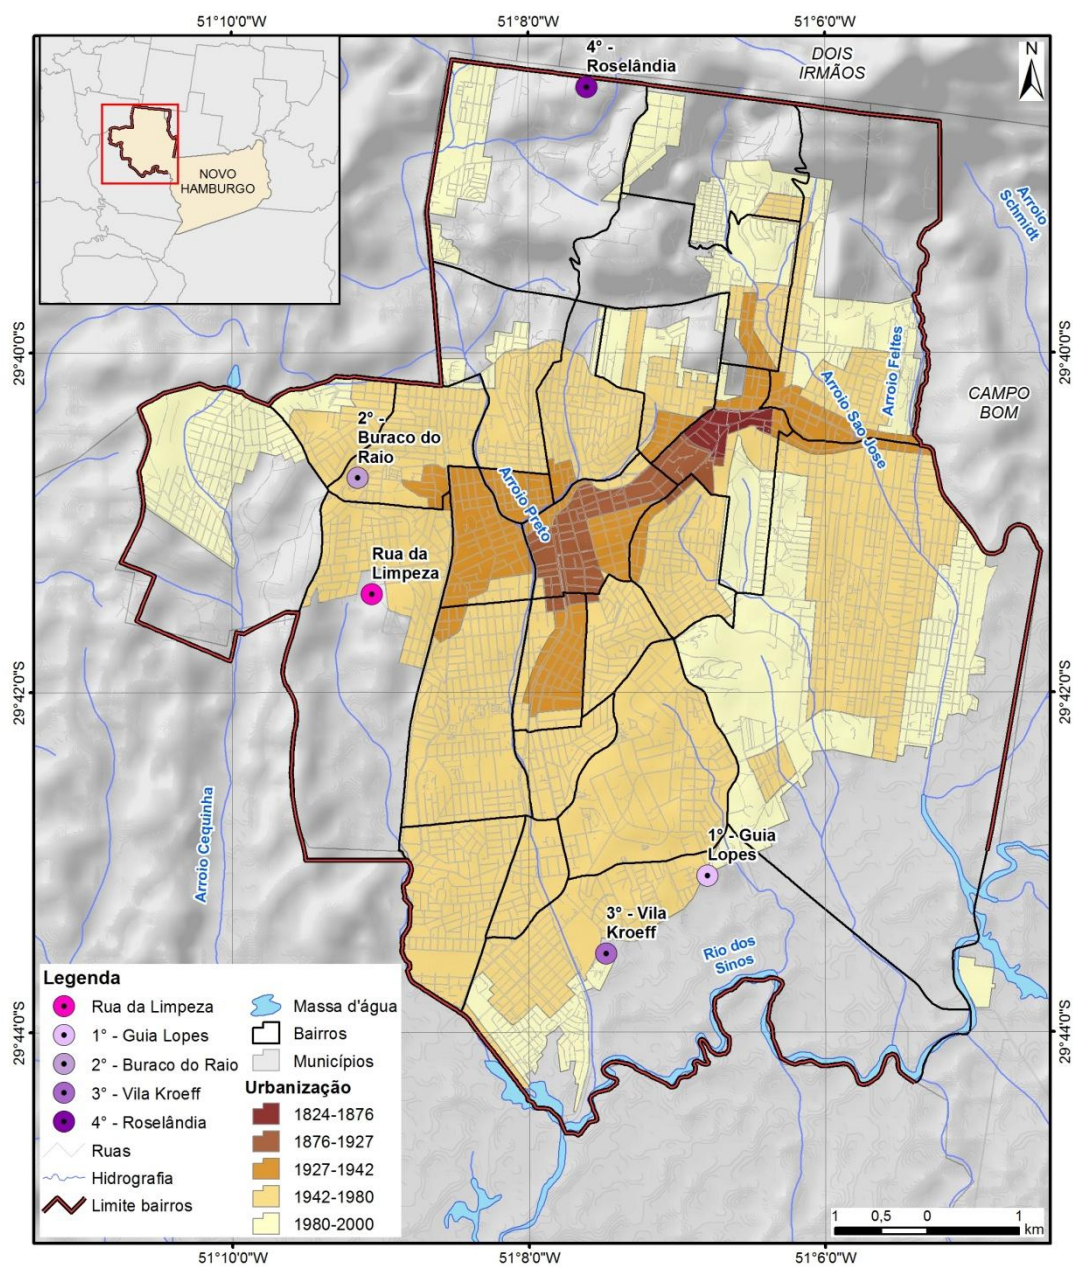 51°10'0"W
51°8'0"W
51°6'0"W
4° -
Roselândia
DOIS
IRMÃOS
N
NOVO
HAMBURGO
Arroio
Schmidt
29°40'0"S
29°40'0"S
Arroio Feltes
Arroio Sao Jose
CAMPO
BOM
2° -
Buraco do
Raio
Arroio Preto
Rua da
Limpeza
29°42'0"S
29°42'0"S
Arroio Cequinha
1° - Guia
Lopes
3° - Vila
Kroeff
Rio dos
Sinos
29°44'0"S
29°44'0"S
Legenda
Rua da Limpeza
1° - Guia Lopes
2° - Buraco do Raio
3° - Vila Kroeff
4° - Roselândia
Ruas
Hidrografia
Limite bairros
Massa d'água
Bairros
Municípios
Urbanização
1824-1876
1876-1927
1927-1942
1942-1980
1980-2000
1 0,5 0 1
km
51°10'0"W
51°8'0"W
51°6'0"W